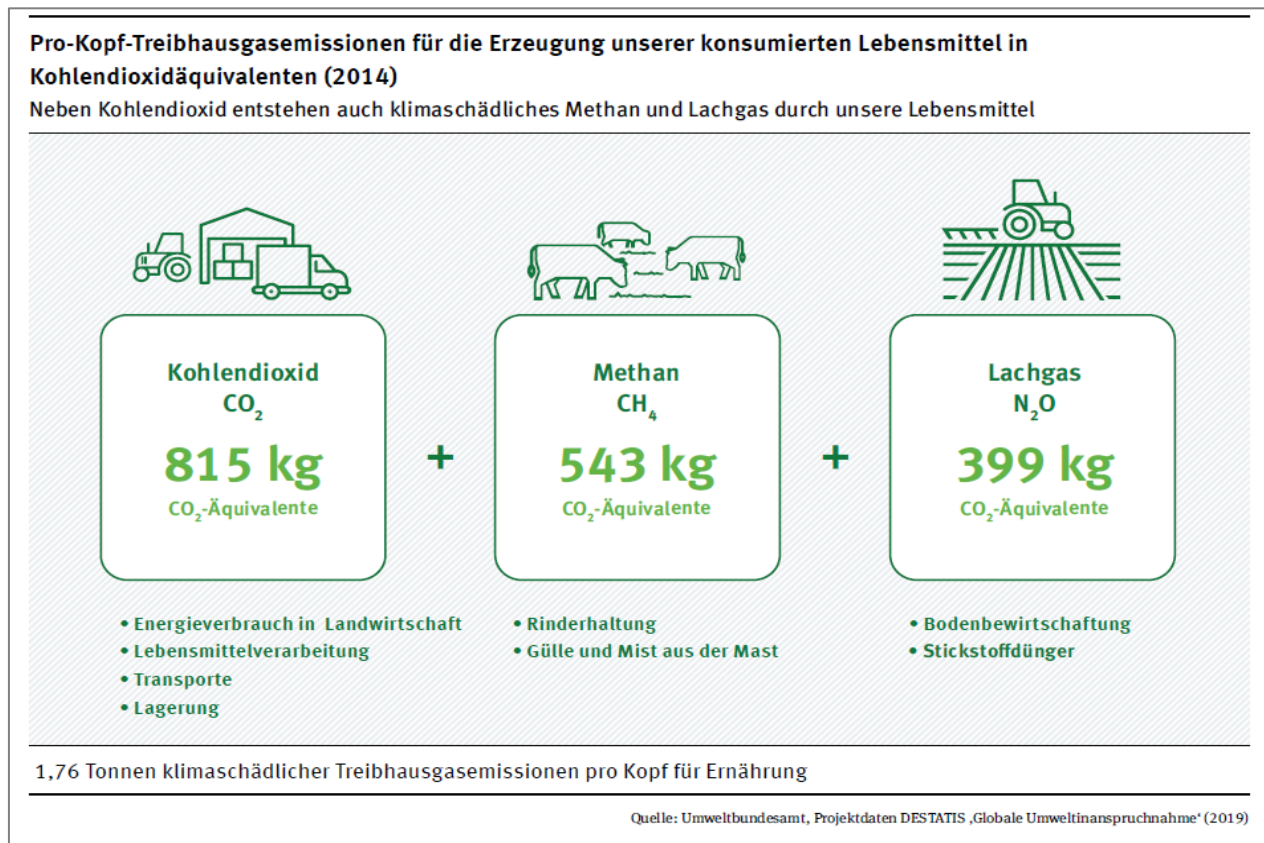 Pro-Kopf-Treibhausgasemissionen für die Erzeugung unserer konsumierten Lebensmittel in
Kohlendioxidäquivalenten (2014)
Neben Kohlendioxid entstehen auch klimaschädliches Methan und Lachgas durch unsere Lebensmittel
Kohlendioxid
CO₂
815 kg
CO₂-Äquivalente
• Energieverbrauch in Landwirtschaft
• Lebensmittelverarbeitung
• Transporte
• Lagerung
+
Methan
CH₄
543 kg
CO₂-Äquivalente
• Rinderhaltung
• Gülle und Mist aus der Mast
+
Lachgas
N₂O
399 kg
CO₂-Äquivalente
• Bodenbewirtschaftung
• Stickstoffdünger
1,76 Tonnen klimaschädlicher Treibhausgasemissionen pro Kopf für Ernährung
Quelle: Umweltbundesamt, Projektdaten DESTATIS ‚Globale Umweltinanspruchnahme‘ (2019)